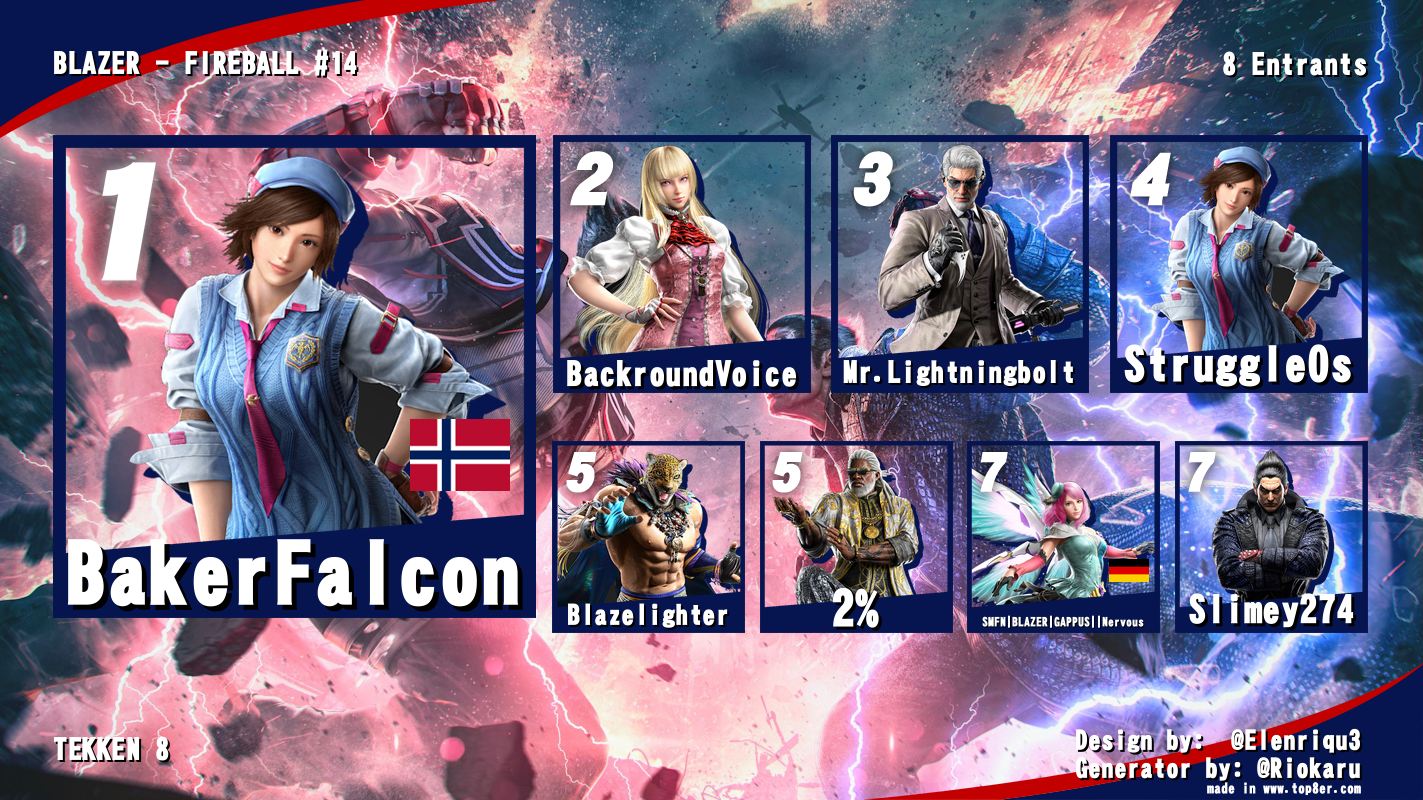 BLAZER - FIREBALL #14
8 Entrants
1
BakerFalcon
2
BackroundVoice
3
Mr.Lightningbolt
4
Struggle0s
5
Blazelighter
5
2%
7
SMFN|BLAZER|GAPPUS||Nervous
7
Slimey274
TEKKEN 8
Design by: @Elenriqu3
Generator by: @Riokaru
made in www.top8er.com